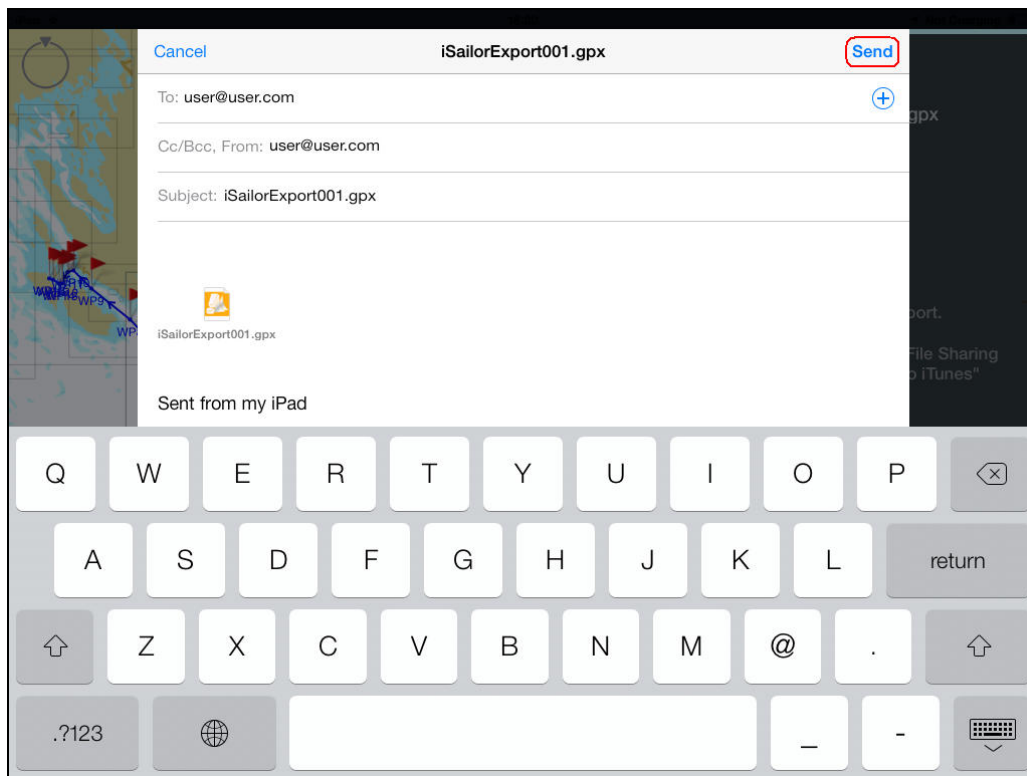 Cancel iSailorExport001.gpx Send
To: user@user.com
gpx
Cc/Bcc, From: user@user.com
Subject: iSailorExport001.gpx
WP9
WP
iSailorExport001.gpx
port.
File Sharing
o iTunes"
Sent from my iPad
Q W E R T Y U I O P
A S D F G H J K L return
Z X C V B N M @ .
.?123 _ -